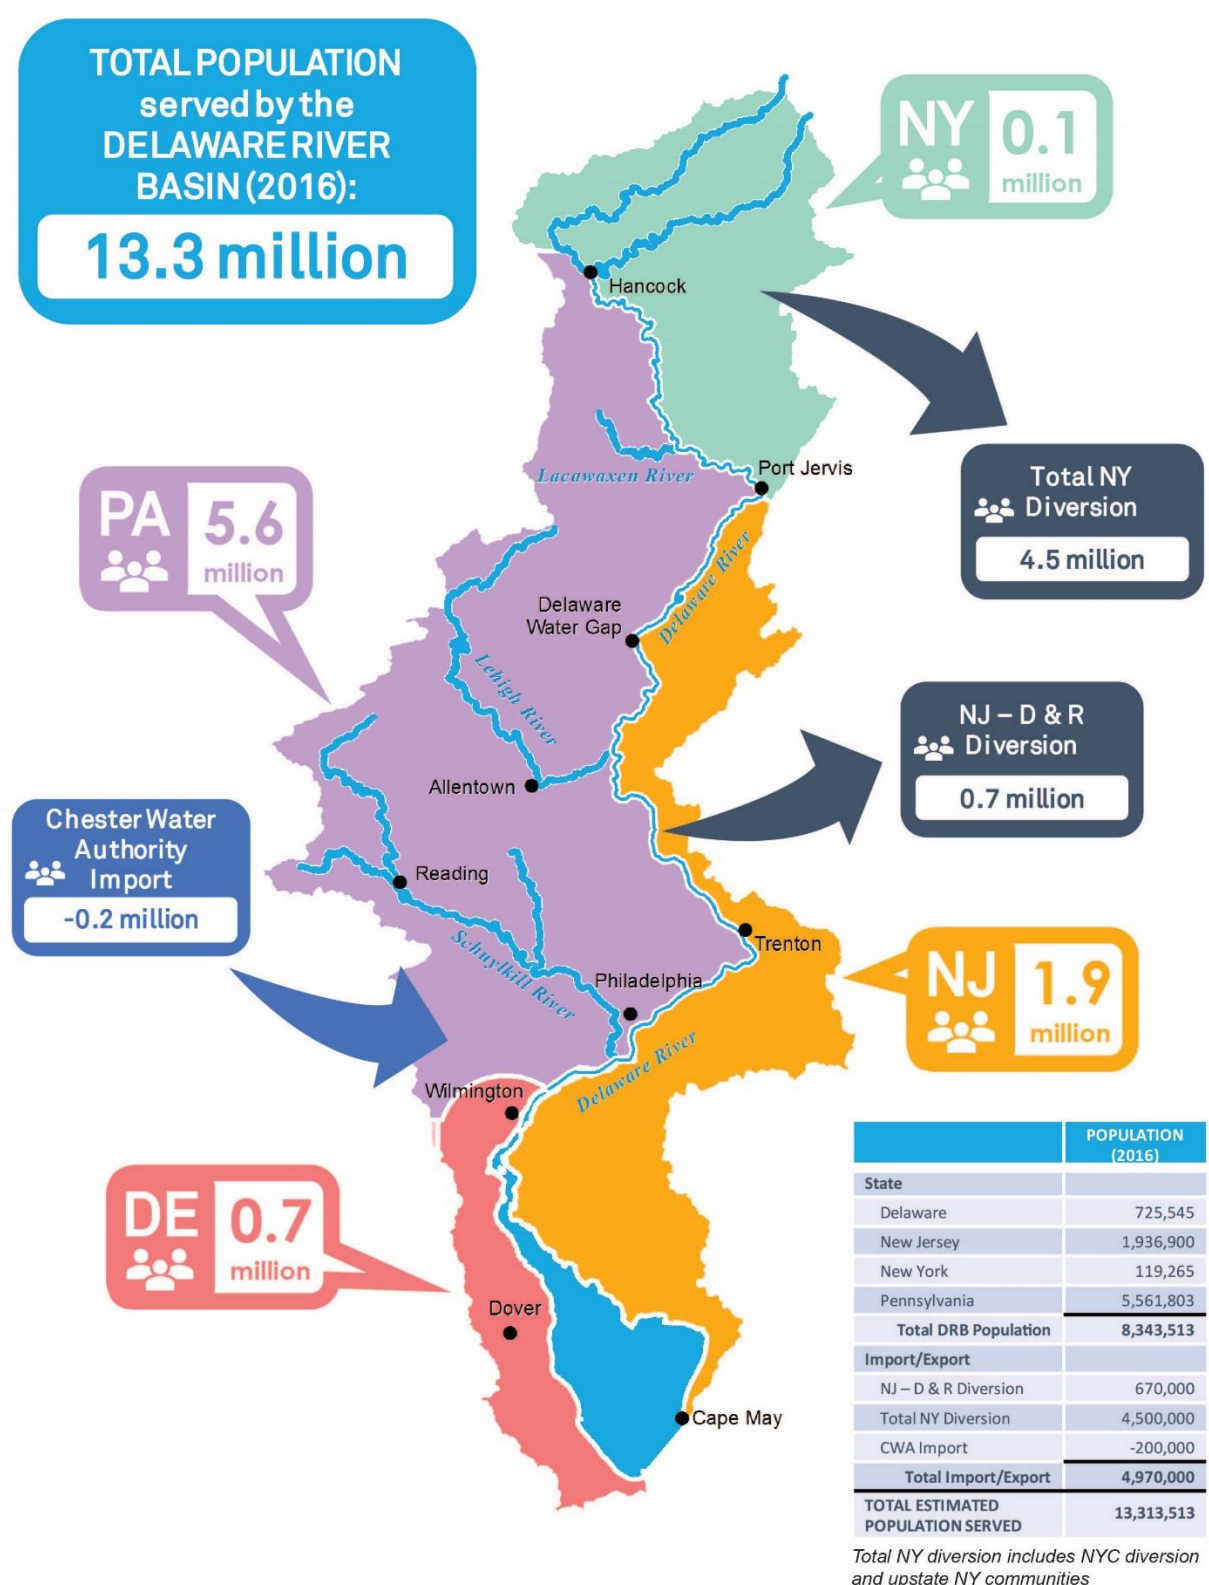 TOTAL POPULATION
served by the
DELAWARE RIVER
BASIN (2016):
13.3 million
NY
0.1
million
Hancock
Port Jervis
Lacawaxen River
Total NY
Diversion
4.5 million
PA
5.6
million
Delaware River
Delaware
Water Gap
Lehigh River
NJ – D & R
Diversion
0.7 million
Allentown
Chester Water
Authority
Import
-0.2 million
Reading
Schuylkill River
Trenton
Philadelphia
NJ
1.9
million
Delaware River
Wilmington
DE
0.7
million
Dover
Cape May
POPULATION
(2016)
State
Delaware 725,545
New Jersey 1,936,900
New York 119,265
Pennsylvania 5,561,803
Total DRB Population 8,343,513
Import/Export
NJ – D & R Diversion 670,000
Total NY Diversion 4,500,000
CWA Import -200,000
Total Import/Export 4,970,000
TOTAL ESTIMATED
POPULATION SERVED 13,313,513
Total NY diversion includes NYC diversion
and upstate NY communities